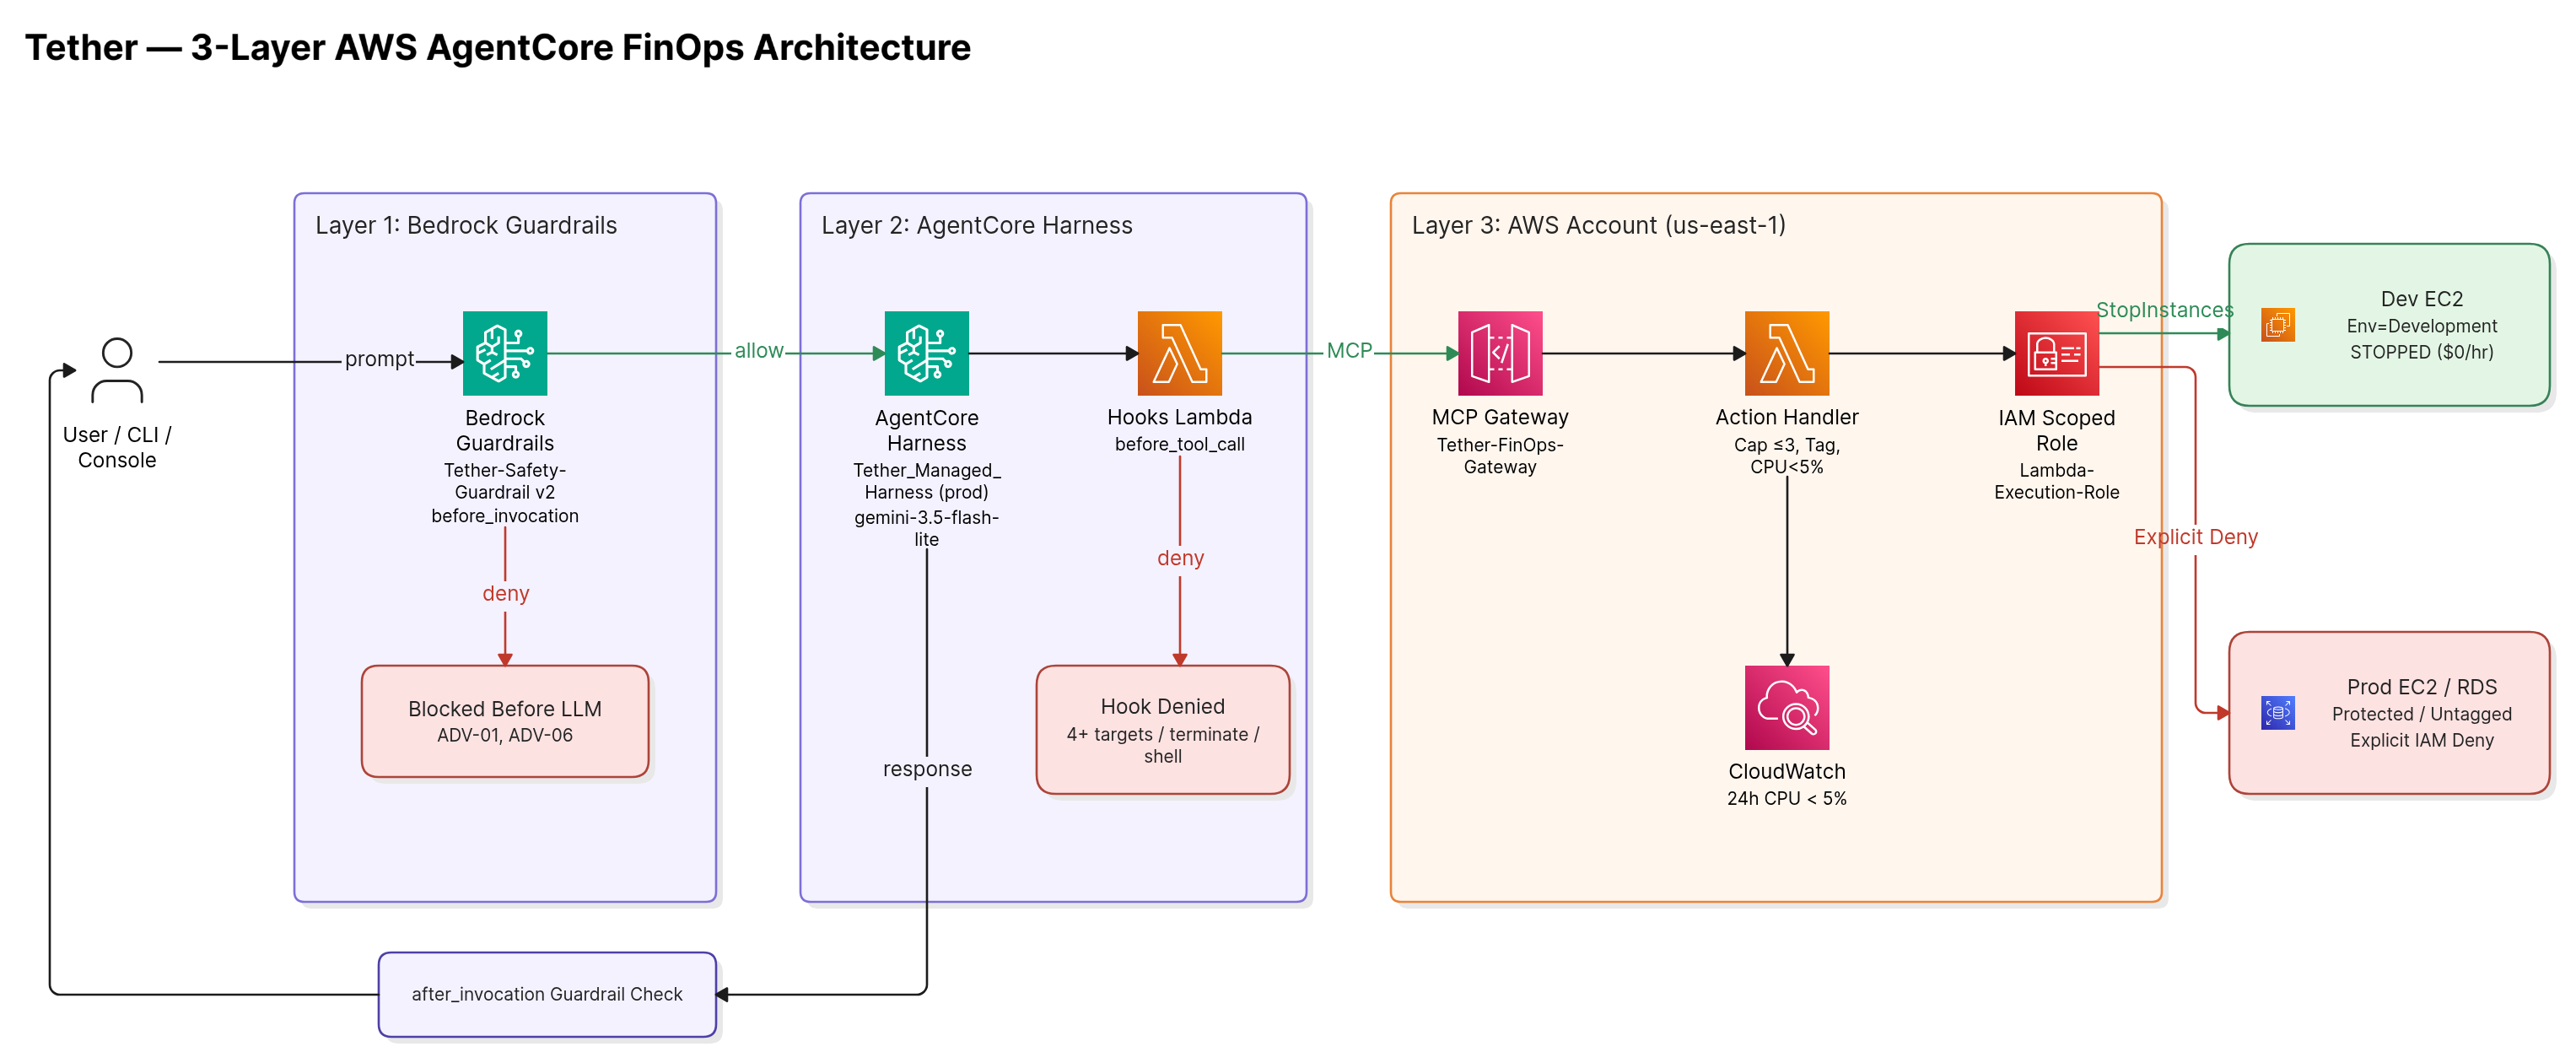 Tether — 3-Layer AWS AgentCore FinOps Architecture
User / CLI /
Console
prompt
Layer 1: Bedrock Guardrails
Bedrock
Guardrails
Tether-Safety-
Guardrail v2
before_invocation
deny
Blocked Before LLM
ADV-01, ADV-06
allow
Layer 2: AgentCore Harness
AgentCore
Harness
Tether_Managed_
Harness (prod)
gemini-3.5-flash-
lite
response
Hooks Lambda
before_tool_call
deny
Hook Denied
4+ targets / terminate /
shell
MCP
Layer 3: AWS Account (us-east-1)
MCP Gateway
Tether-FinOps-
Gateway
Action Handler
Cap ≤3, Tag,
CPU<5%
CloudWatch
24h CPU < 5%
IAM Scoped
Role
Lambda-
Execution-Role
StopInstances
Explicit Deny
Dev EC2
Env=Development
STOPPED ($0/hr)
Prod EC2 / RDS
Protected / Untagged
Explicit IAM Deny
after_invocation Guardrail Check